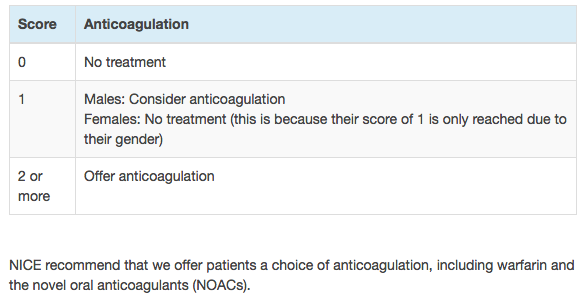 Score Anticoagulation
0 No treatment
1 Males: Consider anticoagulation
Females: No treatment (this is because their score of 1 is only reached due to
their gender)
2 or Offer anticoagulation
more
NICE recommend that we offer patients a choice of anticoagulation, including warfarin and
the novel oral anticoagulants (NOACs).